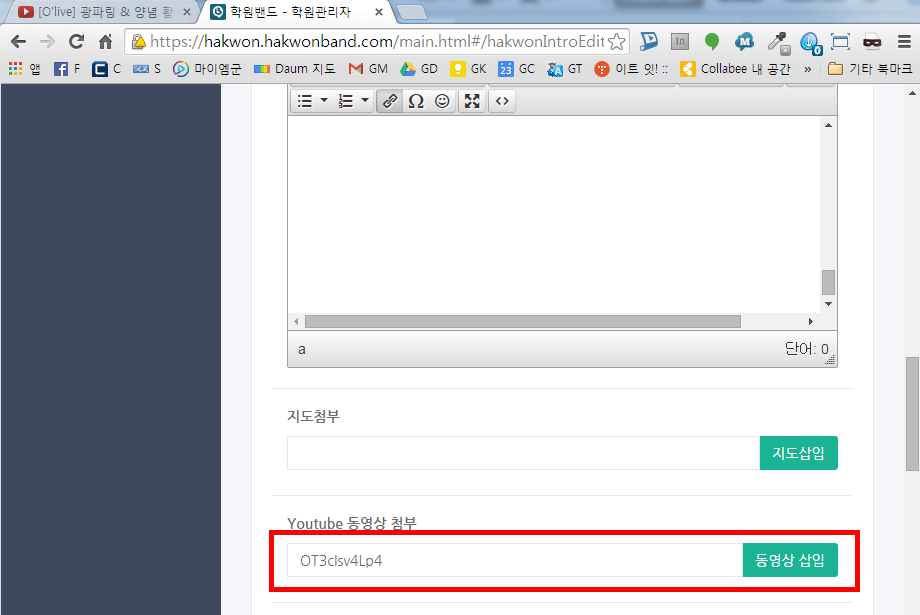 [O'live] 광파링 & 양념 황
학원밴드 - 학원관리자
https://hakwon.hakwonband.com/main.html#/hakwonIntroEdit
앱 F C S 마이엠군 Daum 지도 GM GD GK 23 GC GT 이트 잇! :: Collabee 내 공간 » 기타 북마크
a 단어: 0
지도첨부
지도삽입
Youtube 동영상 첨부
OT3clsv4Lp4 동영상 삽입